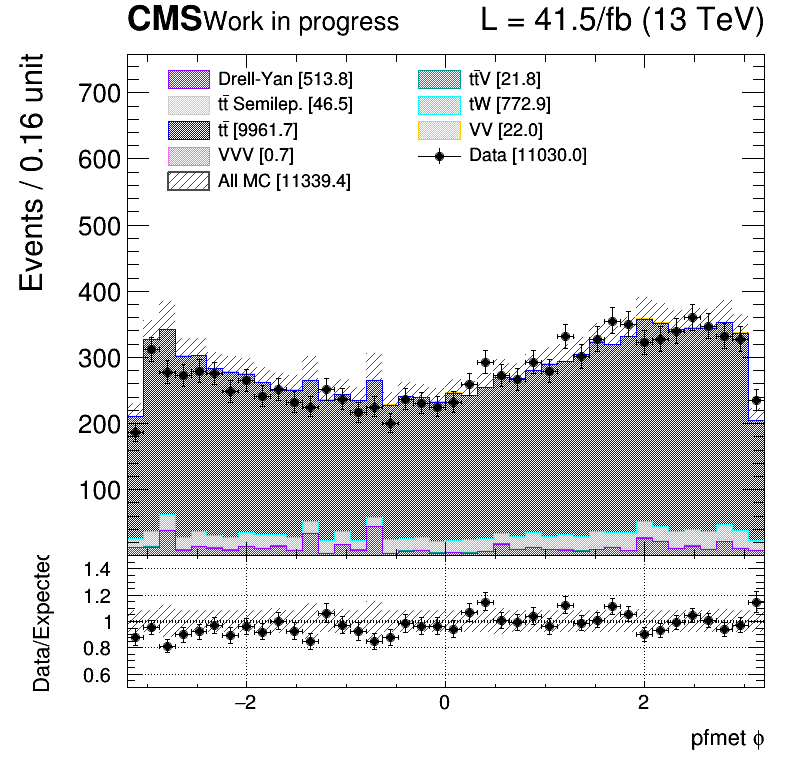 CMS Work in progress L = 41.5/fb (13 TeV)
Events / 0.16 unit
700
600
500
400
300
200
100
Drell-Yan [513.8]
tt̄ Semilep. [46.5]
tt̄ [9961.7]
VVV [0.7]
All MC [11339.4]
tt̄V [21.8]
tW [772.9]
VV [22.0]
Data [11030.0]
Data/Expected
1.4
1.2
1
0.8
0.6
−2 0 2
pfmet ϕ